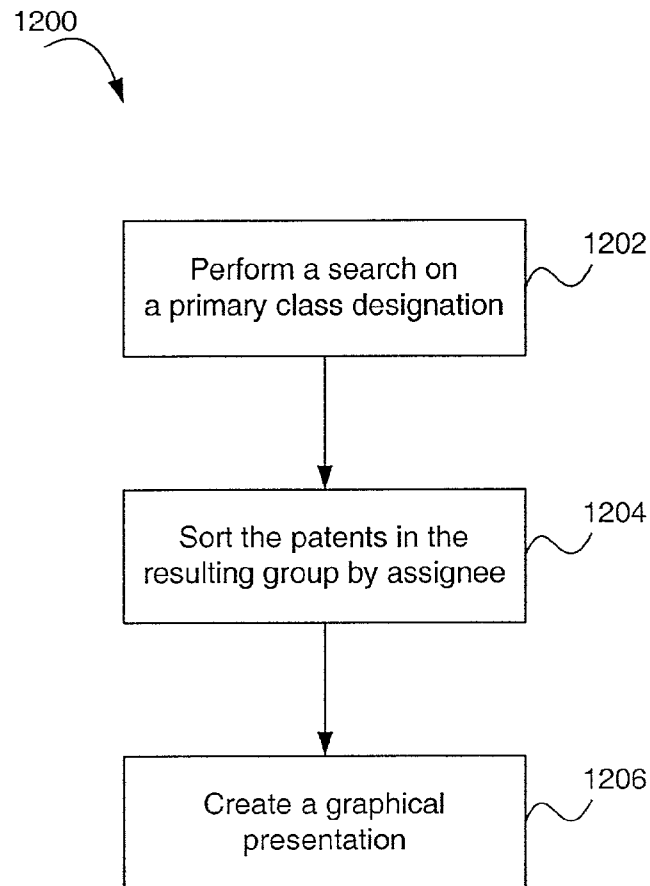 1200
Perform a search on
a primary class designation
1202
Sort the patents in the
resulting group by assignee
1204
Create a graphical
presentation
1206